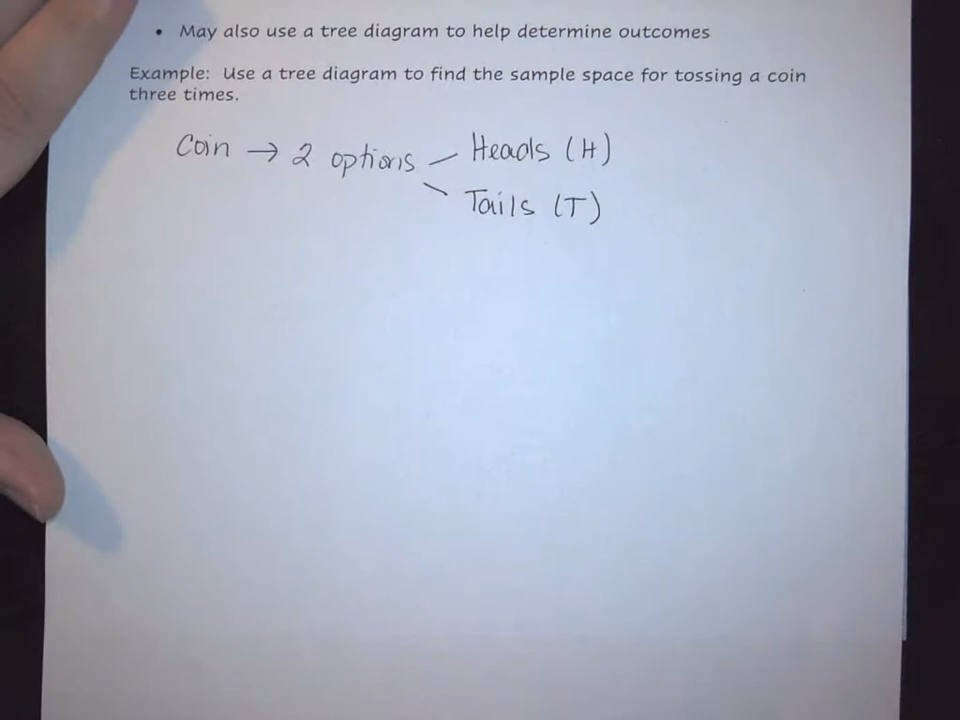 • May also use a tree diagram to help determine outcomes
Example: Use a tree diagram to find the sample space for tossing a coin
three times.
Coin → 2 options — Heads (H)
Tails (T)